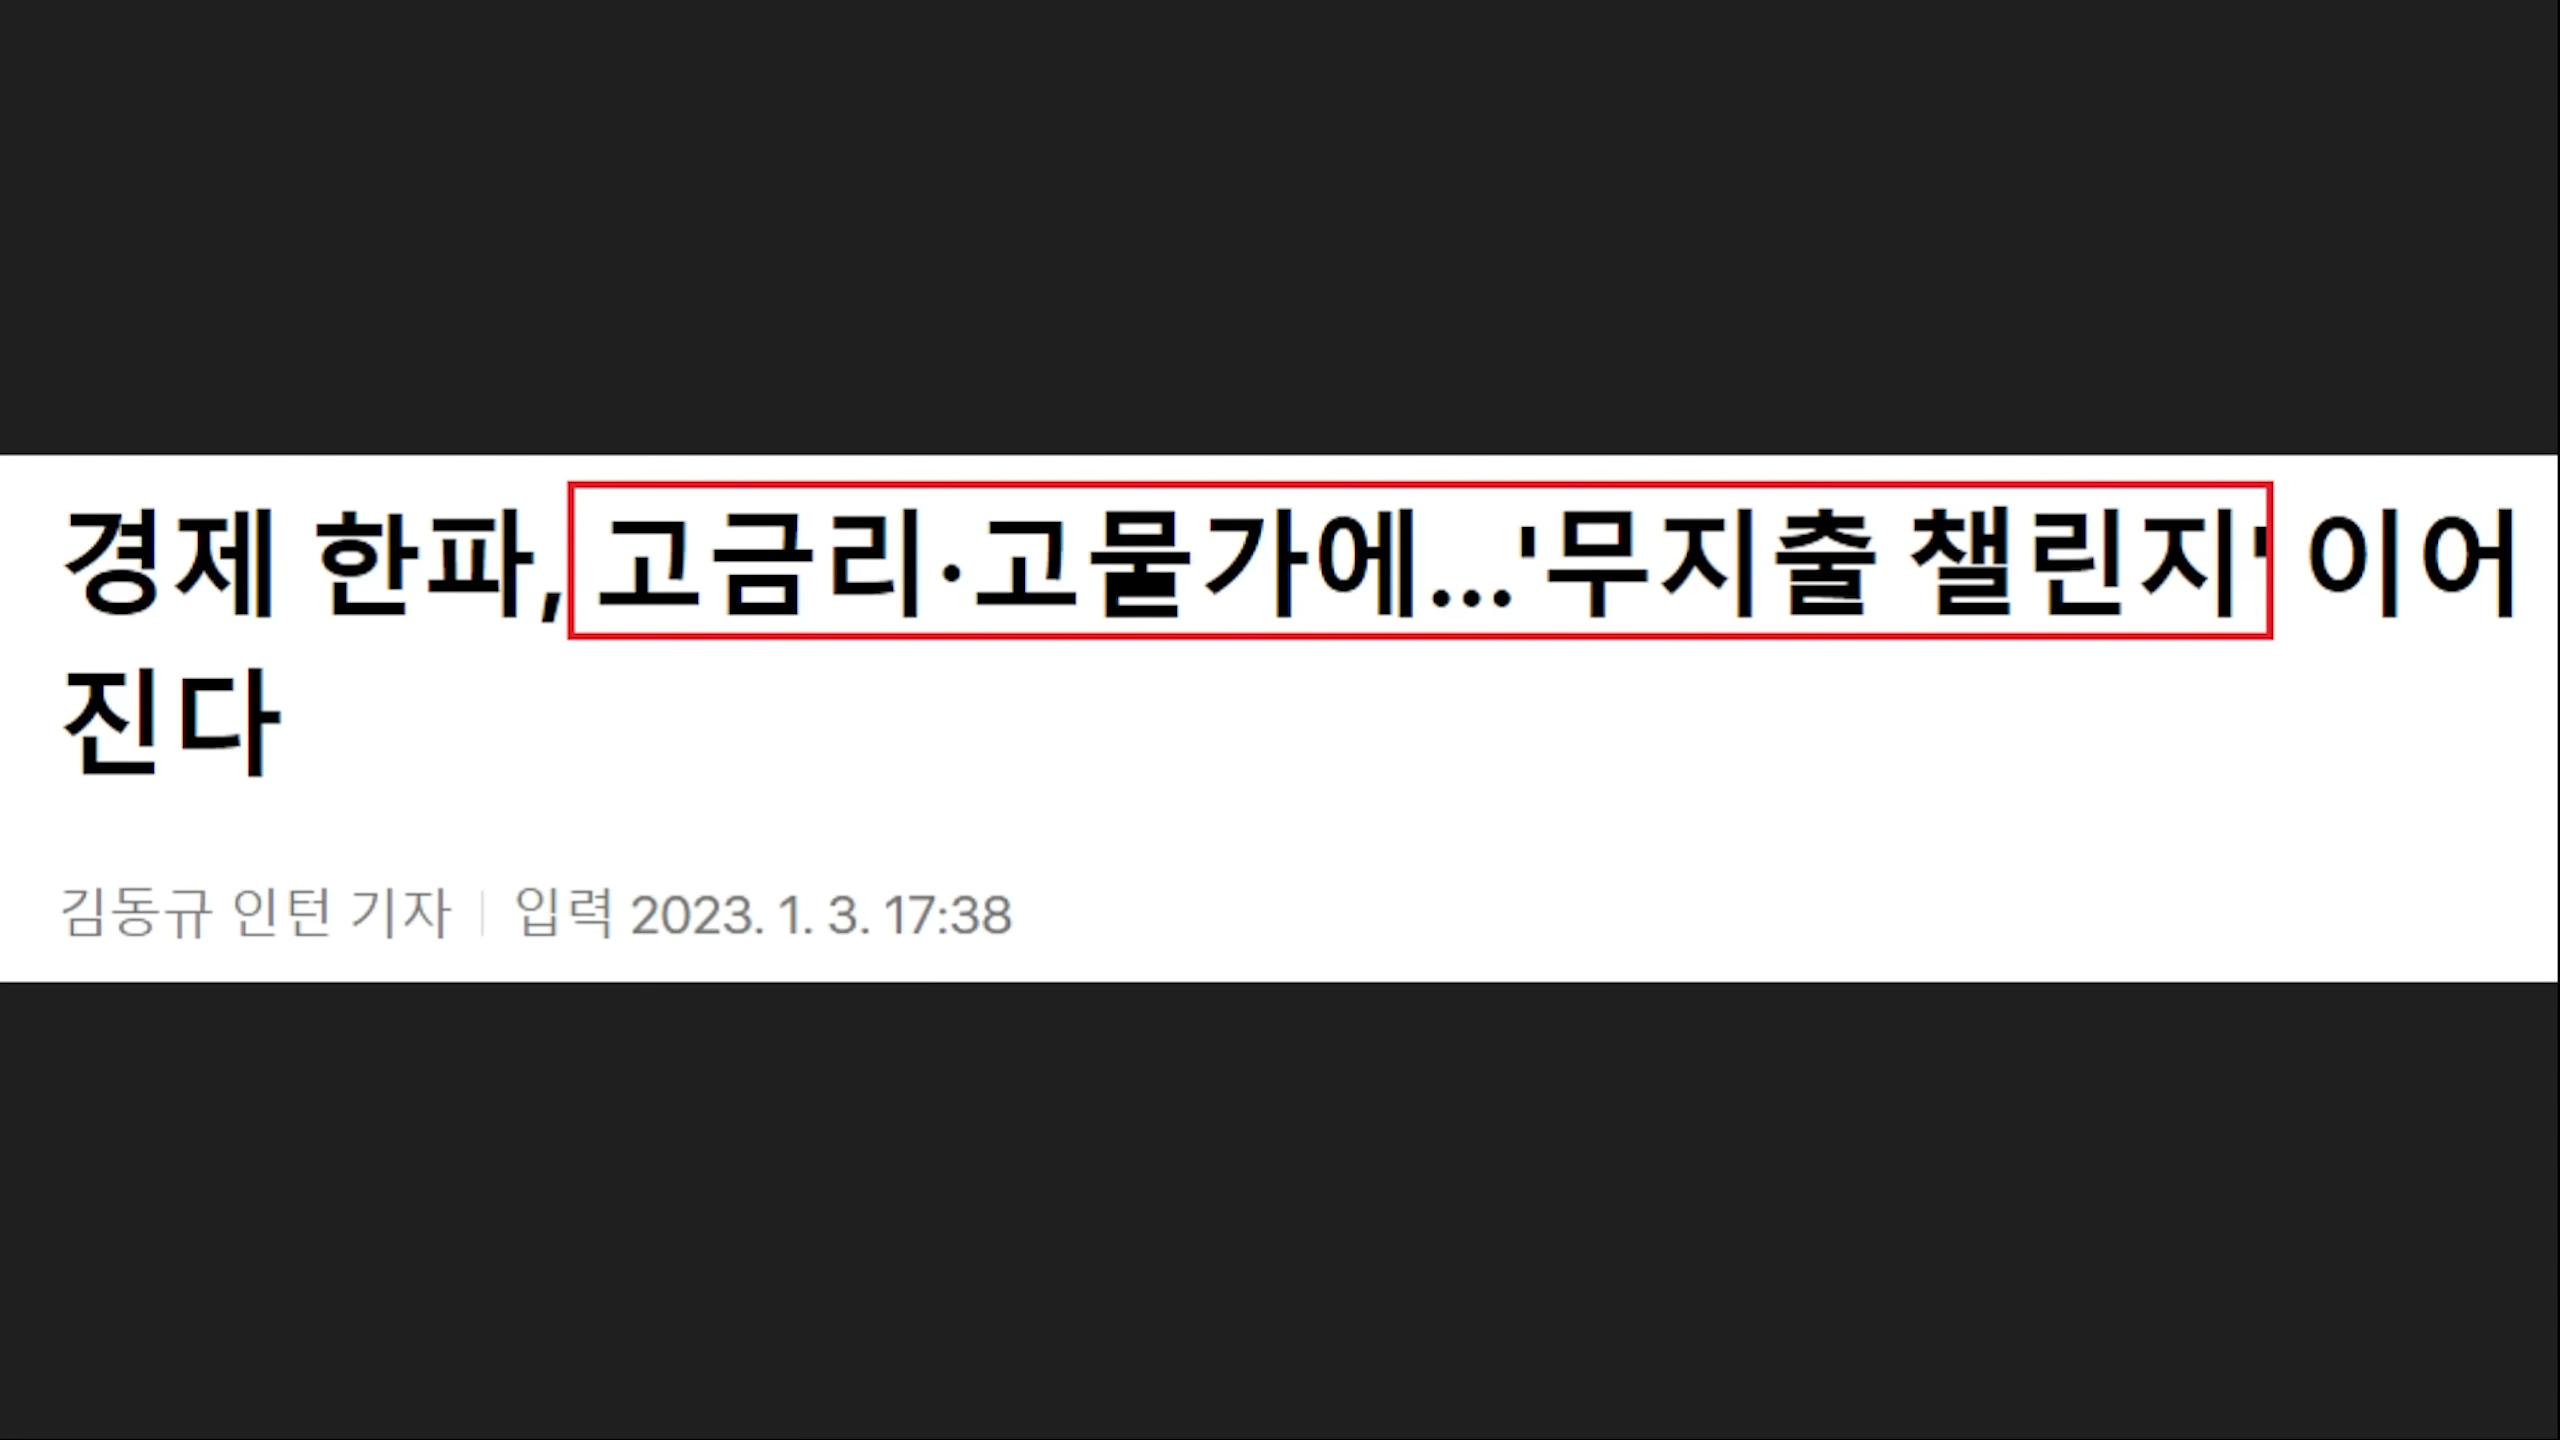 경제 한파, 고금리·고물가에...'무지출 챌린지' 이어
진다
김동규 인턴 기자 | 입력 2023. 1. 3. 17:38